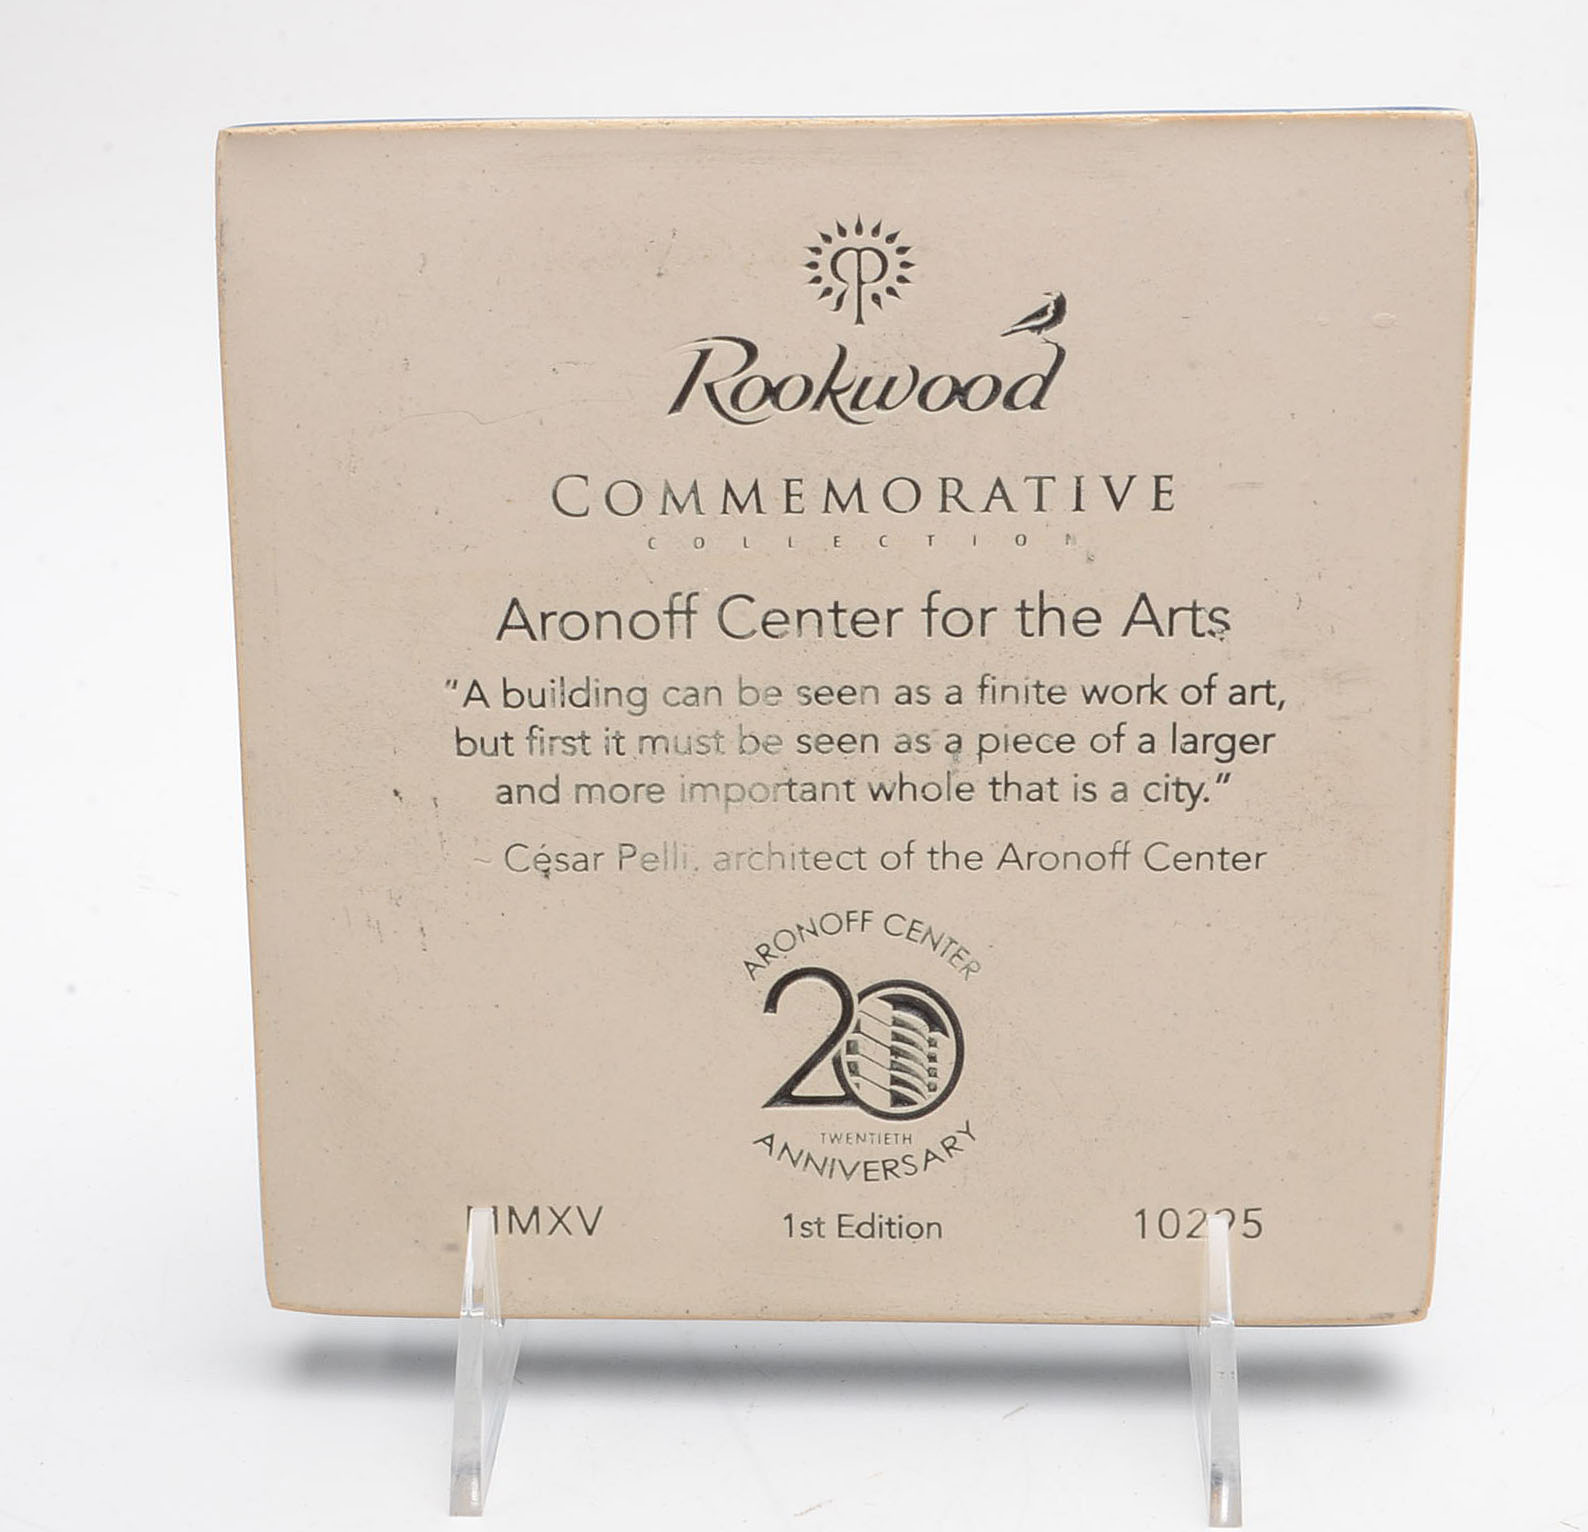 Rookwood
COMMEMORATIVE
COLLECTION
Aronoff Center for the Arts
"A building can be seen as a finite work of art,
but first it must be seen as a piece of a larger
and more important whole that is a city."
~ César Pelli, architect of the Aronoff Center
ARONOFF CENTER
20
TWENTIETH
ANNIVERSARY
MMXV 1st Edition